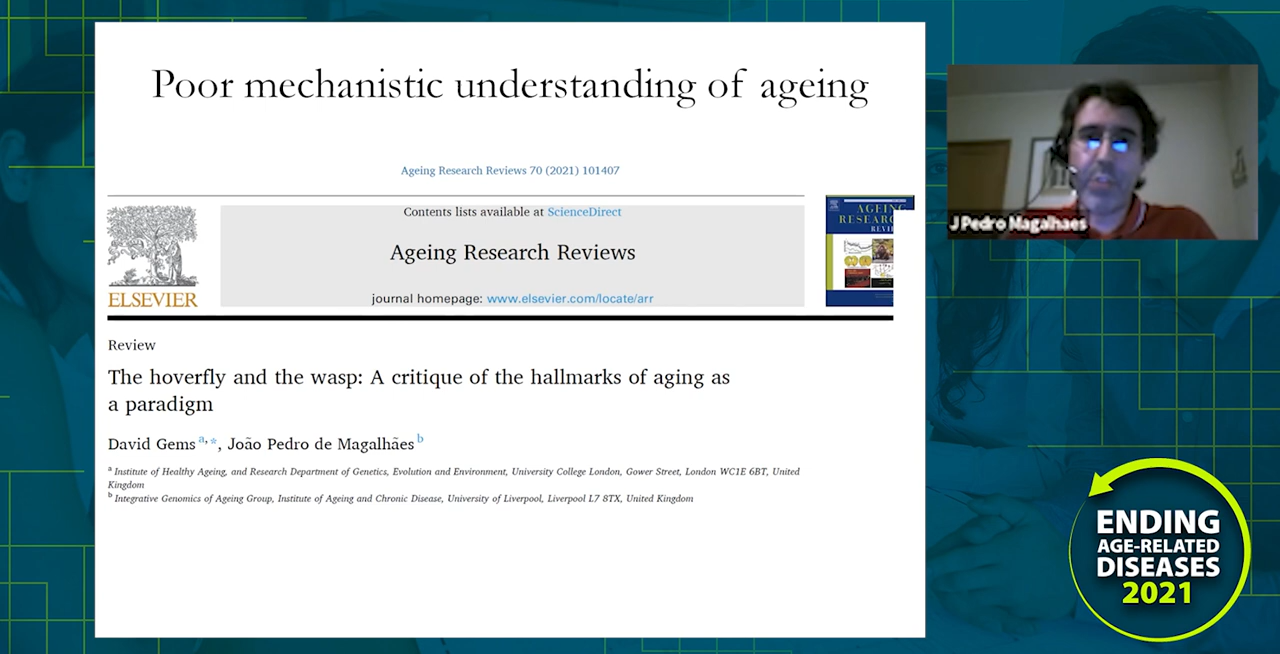 Poor mechanistic understanding of ageing
Ageing Research Reviews 70 (2021) 101407
Contents lists available at ScienceDirect
Ageing Research Reviews
journal homepage: www.elsevier.com/locate/arr
ELSEVIER
AGEING
RESEARC
REVI
Review
The hoverfly and the wasp: A critique of the hallmarks of aging as
a paradigm
David Gems a,*, João Pedro de Magalhães b
a Institute of Healthy Ageing, and Research Department of Genetics, Evolution and Environment, University College London, Gower Street, London WC1E 6BT, United
Kingdom
b Integrative Genomics of Ageing Group, Institute of Ageing and Chronic Disease, University of Liverpool, Liverpool L7 8TX, United Kingdom
J Pedro Magalhaes
ENDING
AGE-RELATED
DISEASES
2021